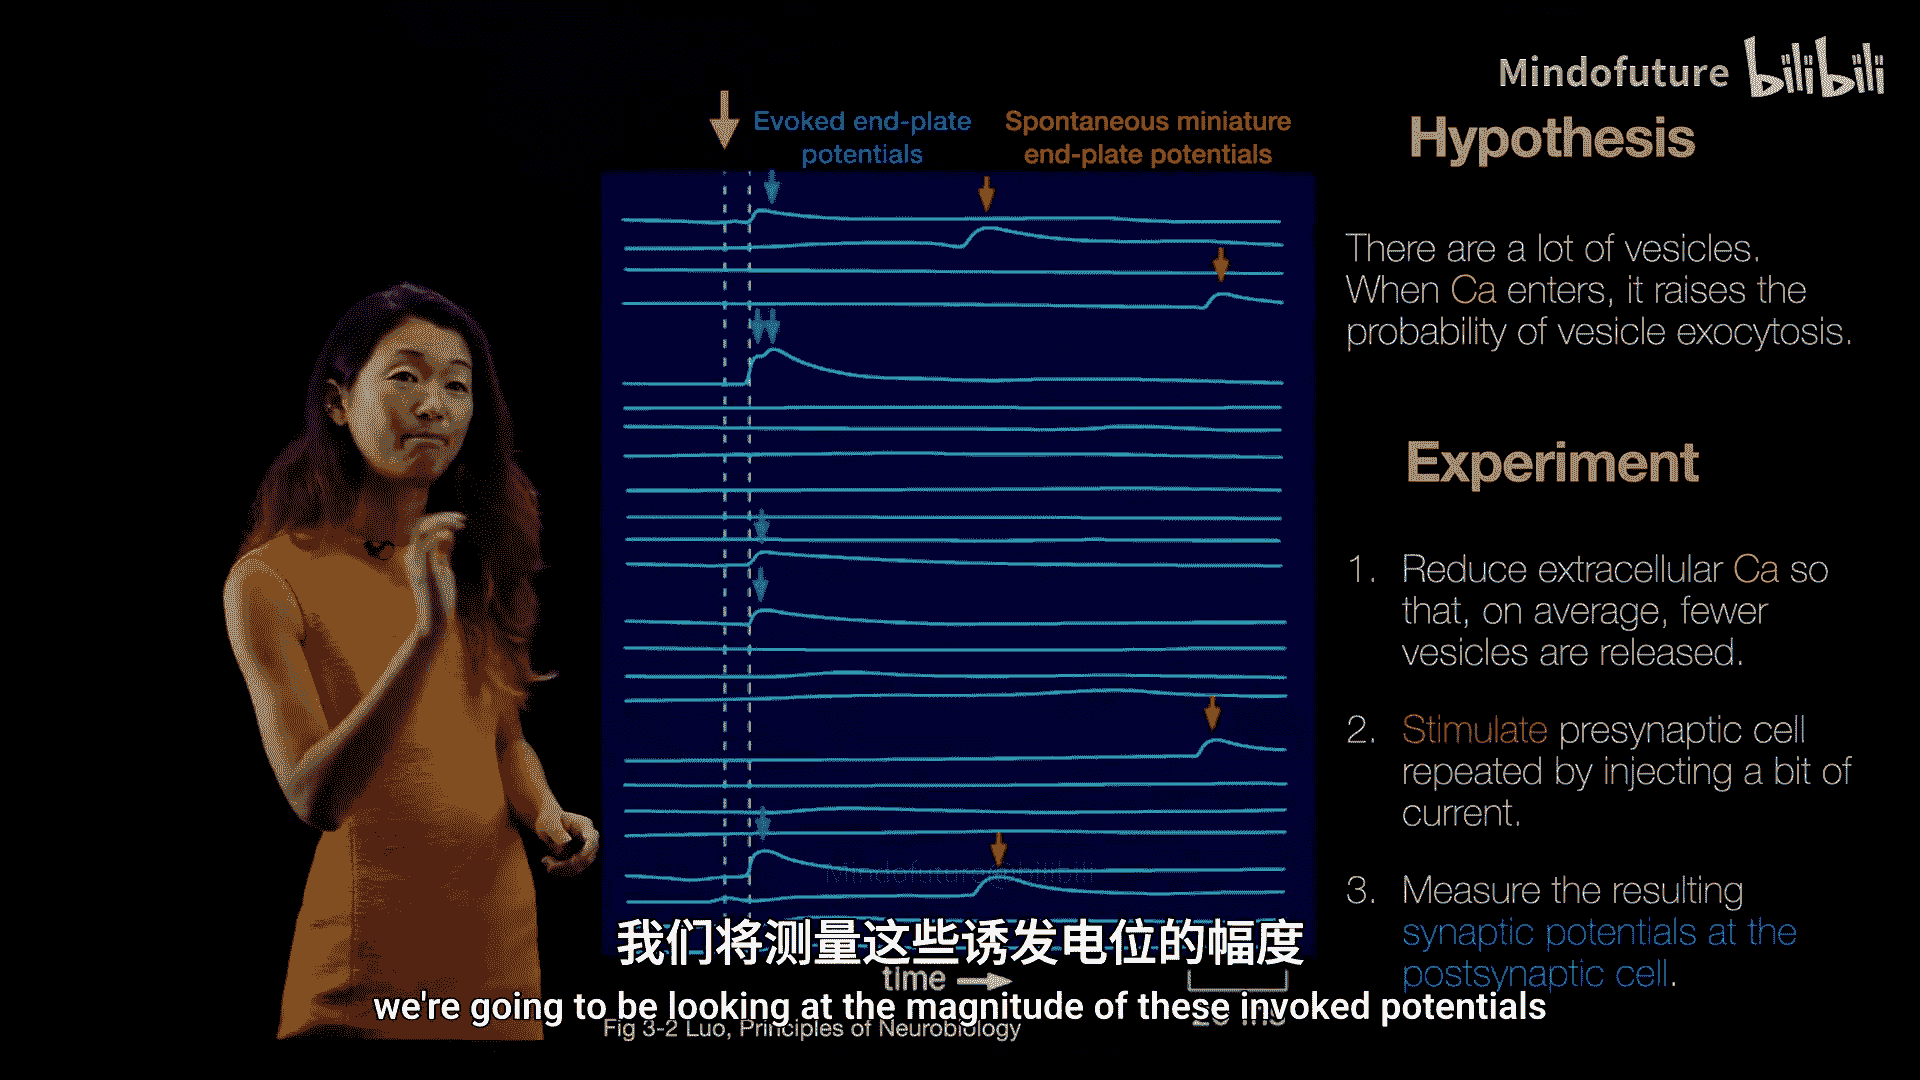 Mindofuture bilibili
Evoked end-plate
potentials
Spontaneous miniature
end-plate potentials
Hypothesis
There are a lot of vesicles.
When Ca enters, it raises the
probability of vesicle exocytosis.
Experiment
1. Reduce extracellular Ca so
that, on average, fewer
vesicles are released.
2. Stimulate presynaptic cell
repeated by injecting a bit of
current.
3. Measure the resulting
synaptic potentials at the
postsynaptic cell.
Mindofuture@bilibili
我们将测量这些诱发电位的幅度
time
we're going to be looking at the magnitude of these invoked potentials
Fig 3-2 Luo, Principles of Neurobiology